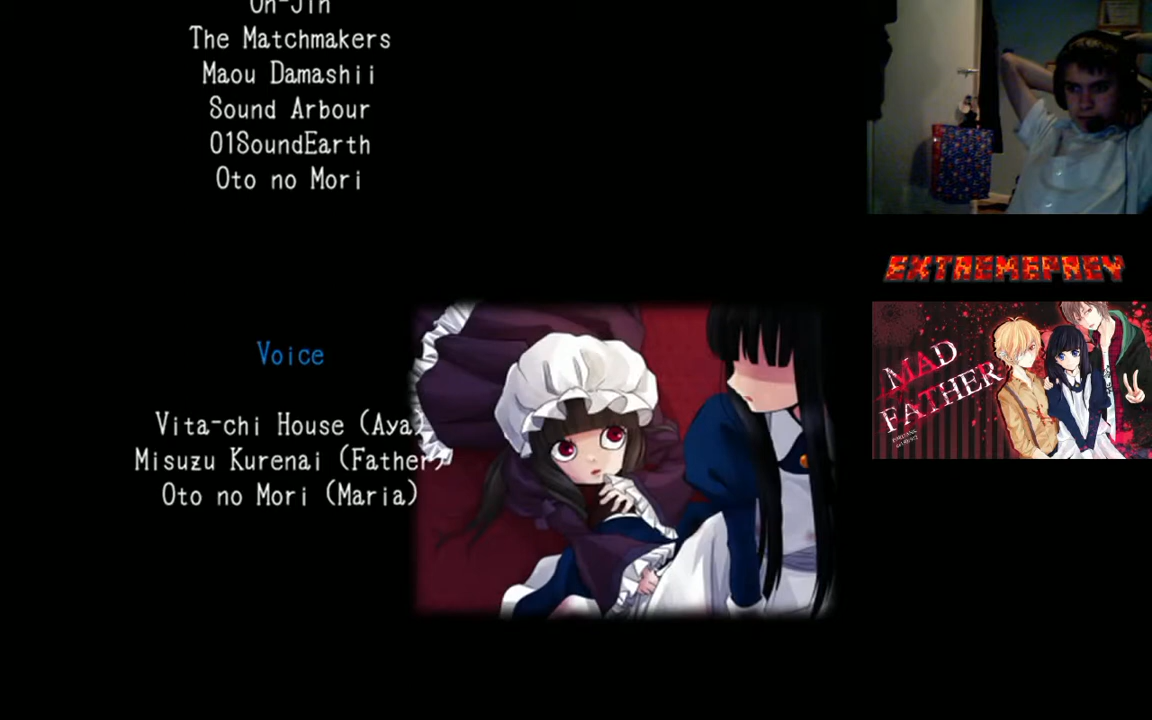 The Matchmakers
Maou Damashii
Sound Arbour
01SoundEarth
Oto no Mori
Voice
Vita-chi House (Aya)
Misuzu Kurenai (Father)
Oto no Mori (Maria)
EXTREMEPOEY
MAD
FATHER